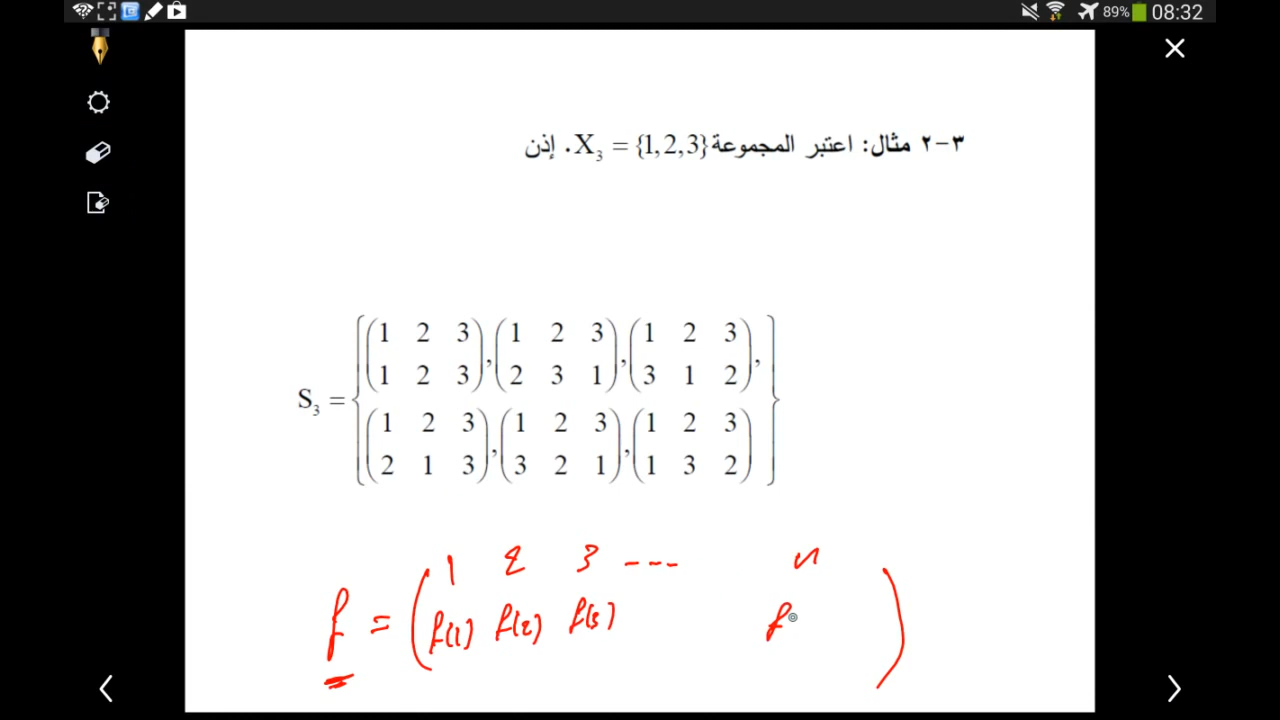 89% 08:32
٣-٢ مثال: اعتبر المجموعة X₃ = {1,2,3}. إذن
S₃ = { (1 2 3 / 1 2 3), (1 2 3 / 2 3 1), (1 2 3 / 3 1 2),
(1 2 3 / 2 1 3), (1 2 3 / 3 2 1), (1 2 3 / 1 3 2) }
1 2 3 --- n
f = ( f(1) f(2) f(3) f )